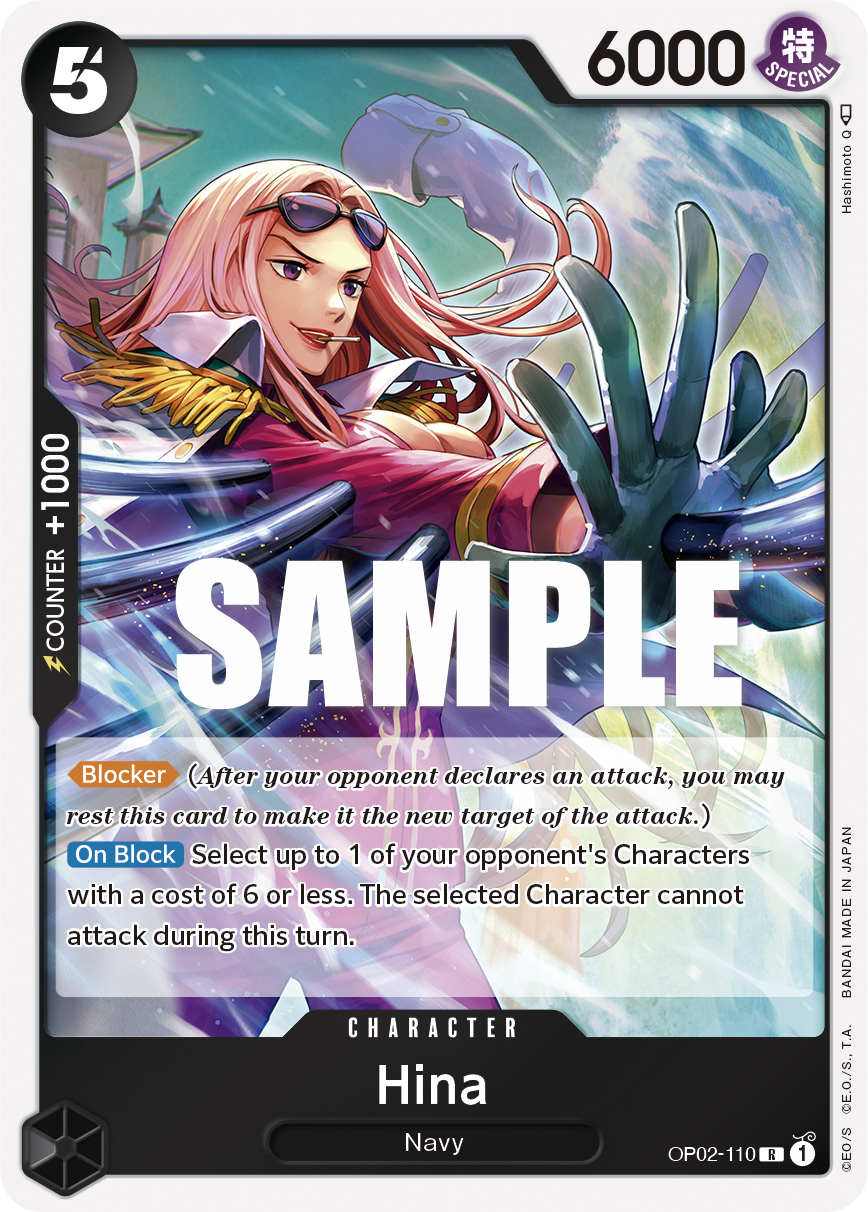 5
6000
特
SPECIAL
Hashimoto Q
COUNTER +1000
SAMPLE
Blocker (After your opponent declares an attack, you may
rest this card to make it the new target of the attack.)
On Block Select up to 1 of your opponent's Characters
with a cost of 6 or less. The selected Character cannot
attack during this turn.
CHARACTER
Hina
Navy
OP02-110 R 1
©EO/S ©E.O./S., T.A. BANDAI MADE IN JAPAN